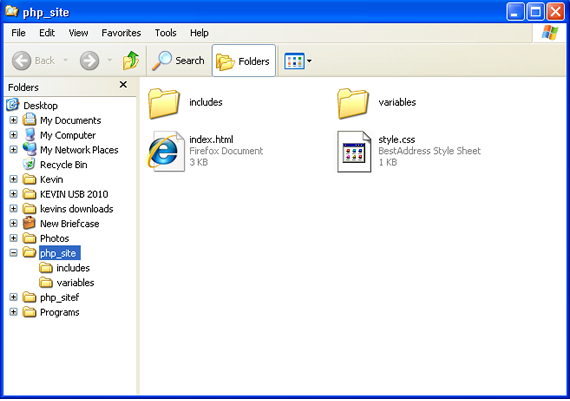 php_site
File Edit View Favorites Tools Help
Back Search Folders
Folders
Desktop
My Documents
My Computer
My Network Places
Recycle Bin
Kevin
KEVIN USB 2010
kevins downloads
New Briefcase
Photos
php_site
includes
variables
php_sitef
Programs
includes
variables
index.html
Firefox Document
3 KB
style.css
BestAddress Style Sheet
1 KB